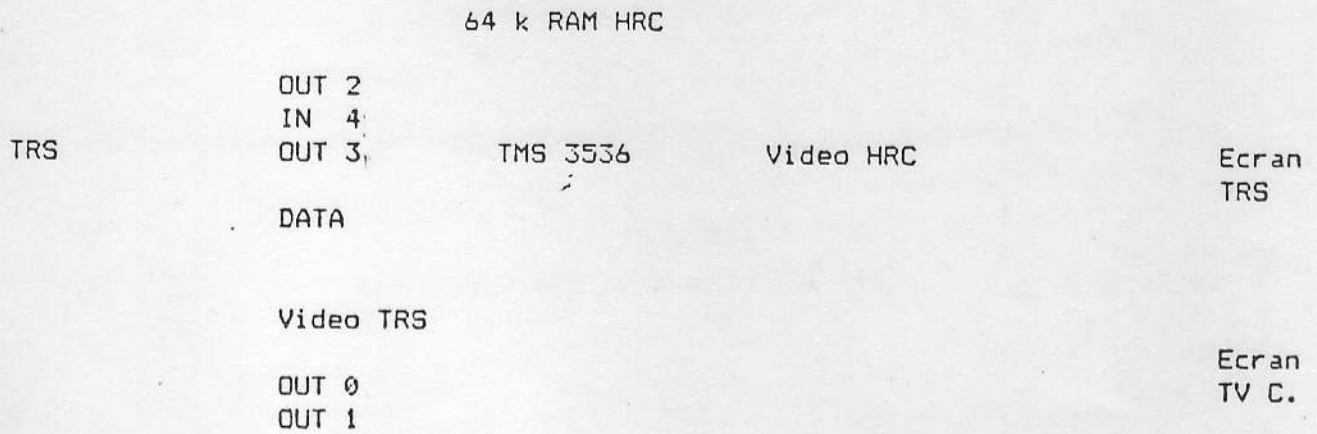 64 k RAM HRC
OUT 2
IN 4
TRS OUT 3 TMS 3536 Video HRC Ecran
TRS
DATA
Video TRS
Ecran
OUT 0 TV C.
OUT 1